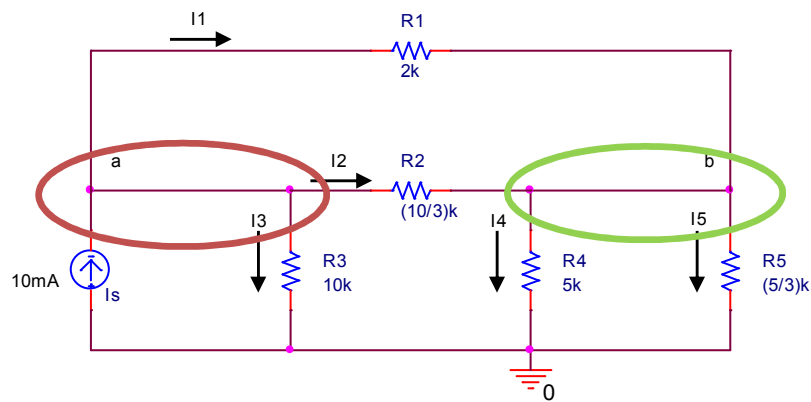 I1
R1
2k
a
b
I2
R2
(10/3)k
I3
I4
I5
R3
10k
R4
5k
R5
(5/3)k
10mA
Is
0